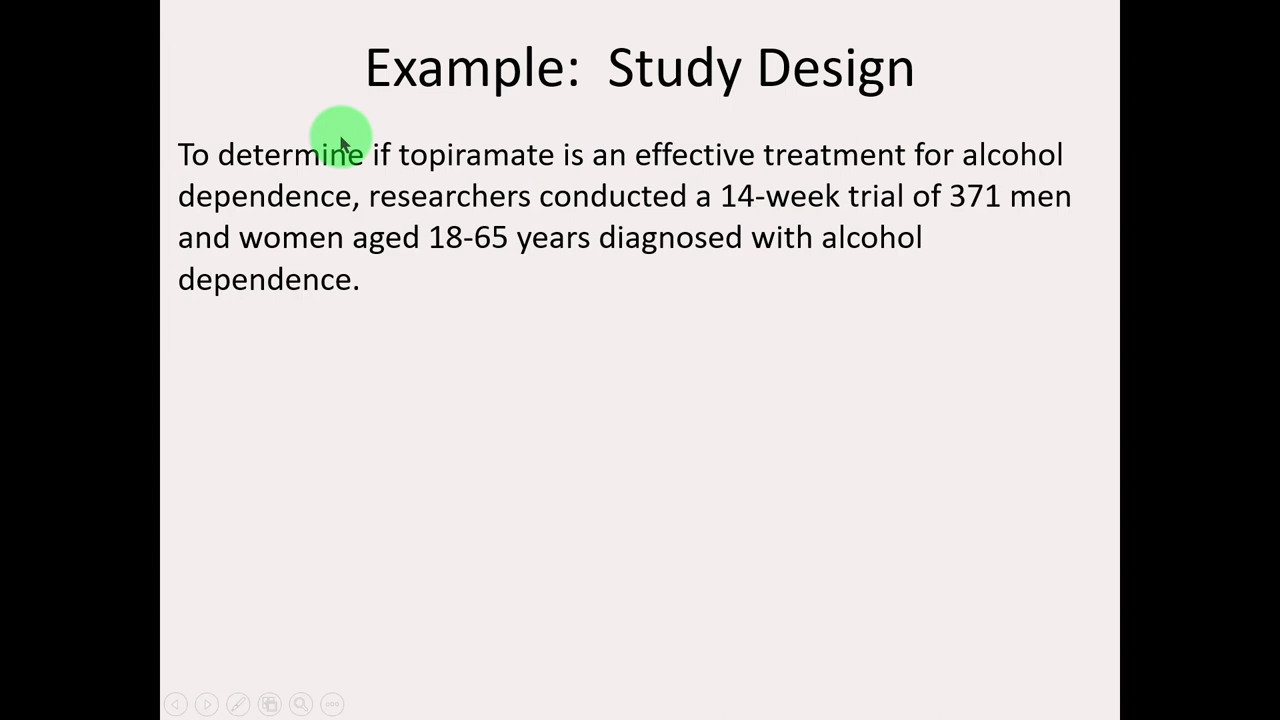 Example:  Study Design
To determine if topiramate is an effective treatment for alcohol
dependence, researchers conducted a 14-week trial of 371 men
and women aged 18-65 years diagnosed with alcohol
dependence.